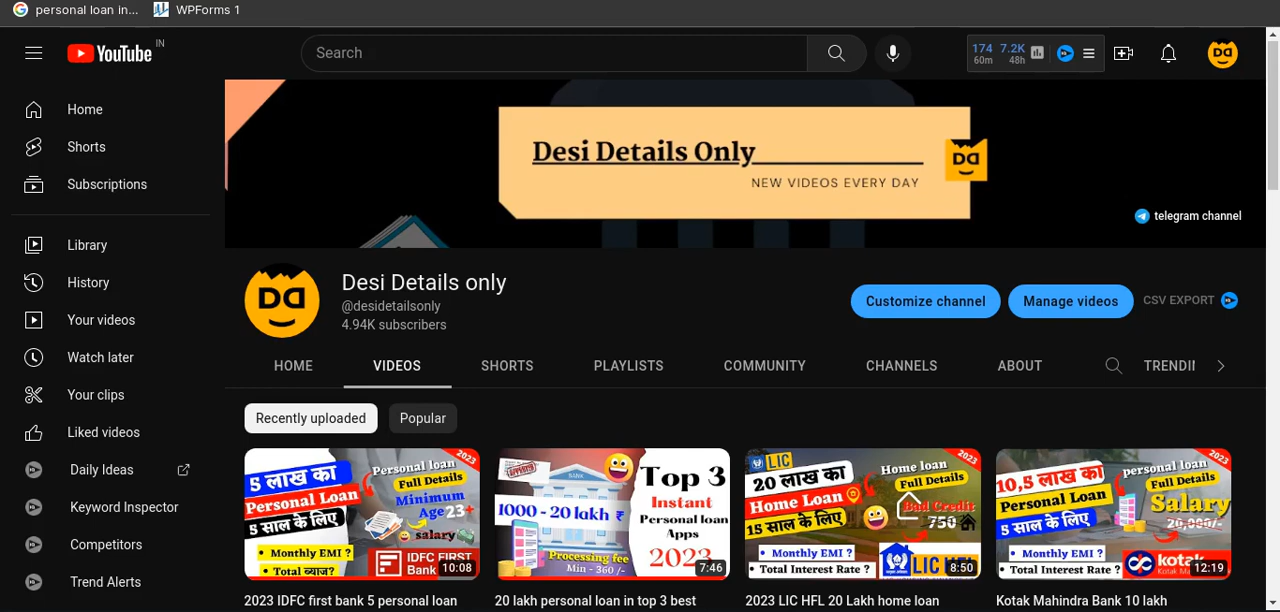 personal loan in...
WPForms 1
YouTube IN
Search
174 7.2K
60m 48h
Home
Shorts
Subscriptions
Library
History
Your videos
Watch later
Your clips
Liked videos
Daily Ideas
Keyword Inspector
Competitors
Trend Alerts
Desi Details Only
NEW VIDEOS EVERY DAY
DD
telegram channel
DD
Desi Details only
@desidetailsonly
4.94K subscribers
Customize channel
Manage videos
CSV EXPORT
HOME
VIDEOS
SHORTS
PLAYLISTS
COMMUNITY
CHANNELS
ABOUT
TRENDII
Recently uploaded
Popular
2023
5 लाख का
Personal Loan
5 साल के लिए
Personal loan
Full Details
Minimum
Age 23+
salary
• Monthly EMI ?
• Total ब्याज?
IDFC FIRST
Bank
10:08
2023 IDFC first bank 5 personal loan
Top 3
Instant
Personal loan
Apps
2023
BANK
1000 - 20 lakh ₹
Processing fee
Min - 360 /-
7:46
20 lakh personal loan in top 3 best
LIC
2023
20 लाख का
Home Loan
15 साल के लिए
Home loan
Full Details
Bad Credit
750
• Monthly EMI ?
• Total Interest Rate ?
LIC HFL
8:50
2023 LIC HFL 20 Lakh home loan
2023
10,5 लाख का
Personal Loan
5 साल के लिए
personal loan
Full Details
Salary
20,000/-
• Monthly EMI ?
• Total Interest Rate ?
kotak
12:19
Kotak Mahindra Bank 10 lakh